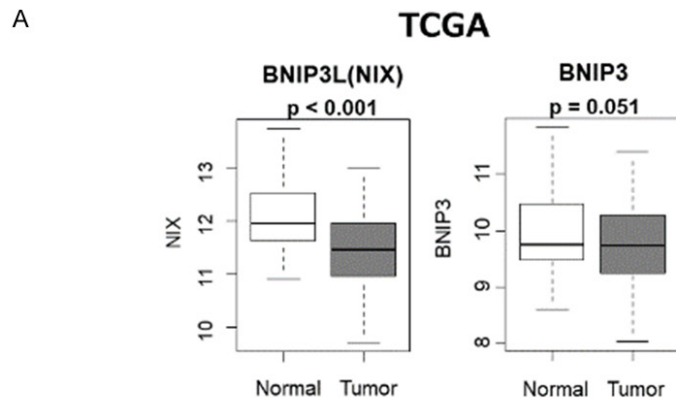 A
TCGA
BNIP3L(NIX)
p < 0.001
NIX
13
12
11
10
Normal Tumor
BNIP3
p = 0.051
BNIP3
11
10
9
8
Normal Tumor